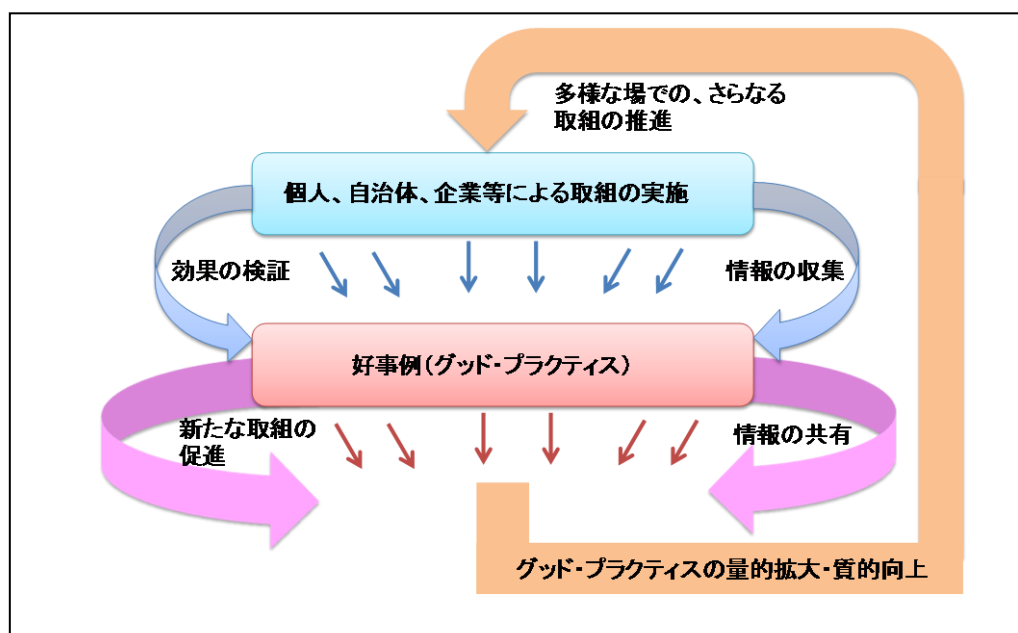 多様な場での、さらなる
取組の推進
個人、自治体、企業等による取組の実施
効果の検証
情報の収集
好事例(グッド・プラクティス)
新たな取組の
促進
情報の共有
グッド・プラクティスの量的拡大・質的向上